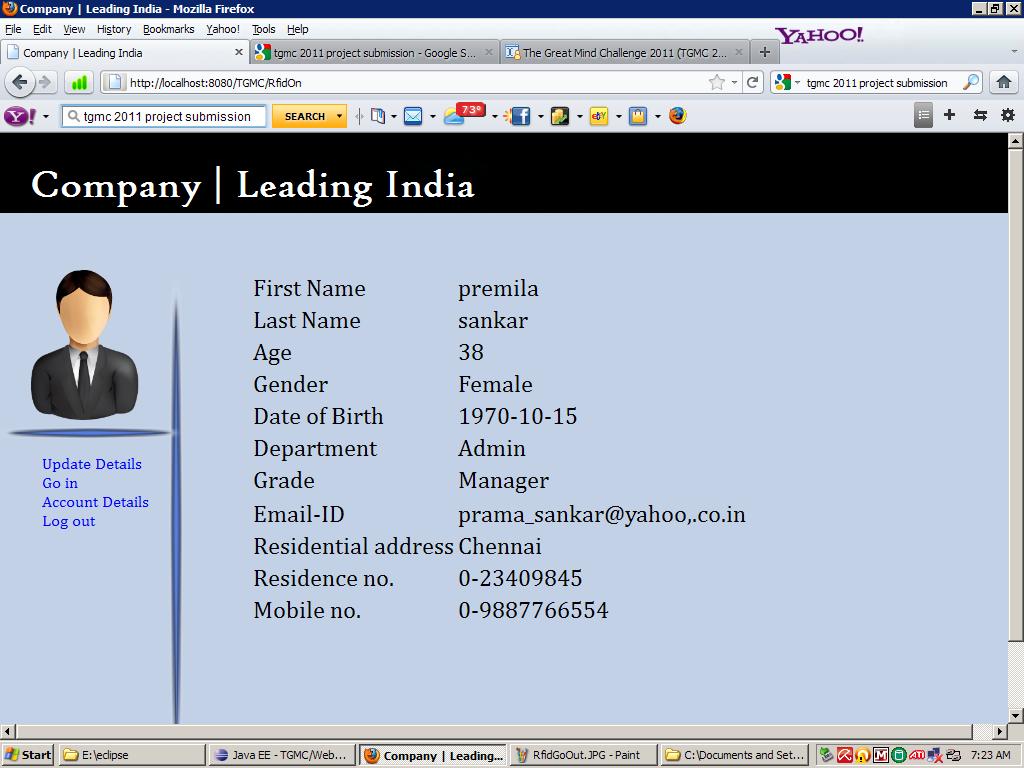 Company | Leading India - Mozilla Firefox
File Edit View History Bookmarks Yahoo! Tools Help
YAHOO!
Company | Leading India tgmc 2011 project submission - Google S... The Great Mind Challenge 2011 (TGMC 2...
http://localhost:8080/TGMC/RfidOn tgmc 2011 project submission
Y! tgmc 2011 project submission SEARCH 73°
Company | Leading India
First Name premila
Last Name sankar
Age 38
Gender Female
Date of Birth 1970-10-15
Department Admin
Grade Manager
Email-ID prama_sankar@yahoo,.co.in
Residential address Chennai
Residence no. 0-23409845
Mobile no. 0-9887766554
Update Details
Go in
Account Details
Log out
Start E:\eclipse Java EE - TGMC/Web... Company | Leading... RfidGoOut.JPG - Paint C:\Documents and Set... 7:23 AM